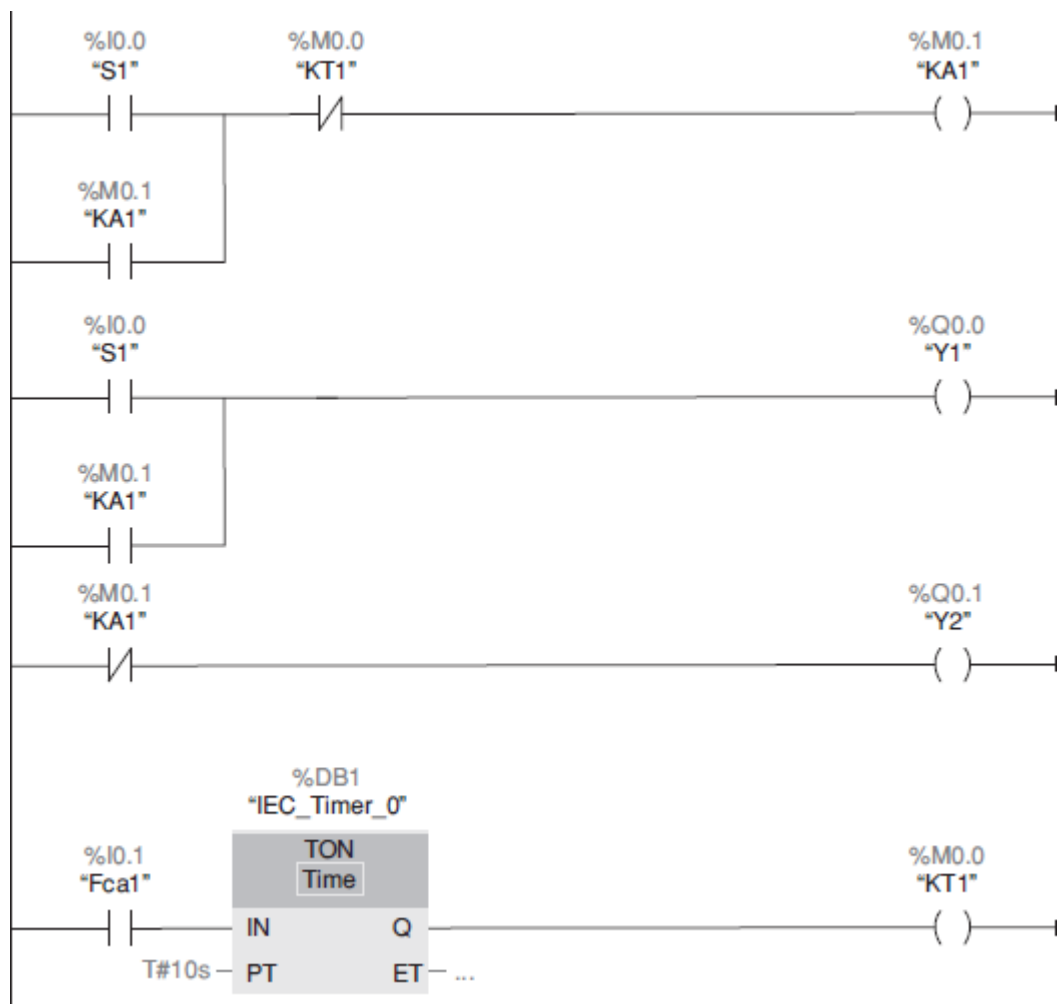 %I0.0 %M0.0 %M0.1
“S1” “KT1” “KA1”
%M0.1
“KA1”
%I0.0 %Q0.0
“S1” “Y1”
%M0.1
“KA1”
%M0.1 %Q0.1
“KA1” “Y2”
%DB1
“IEC_Timer_0”
TON
Time
%I0.1 %M0.0
“Fca1” “KT1”
IN Q
T#10s PT ET ...